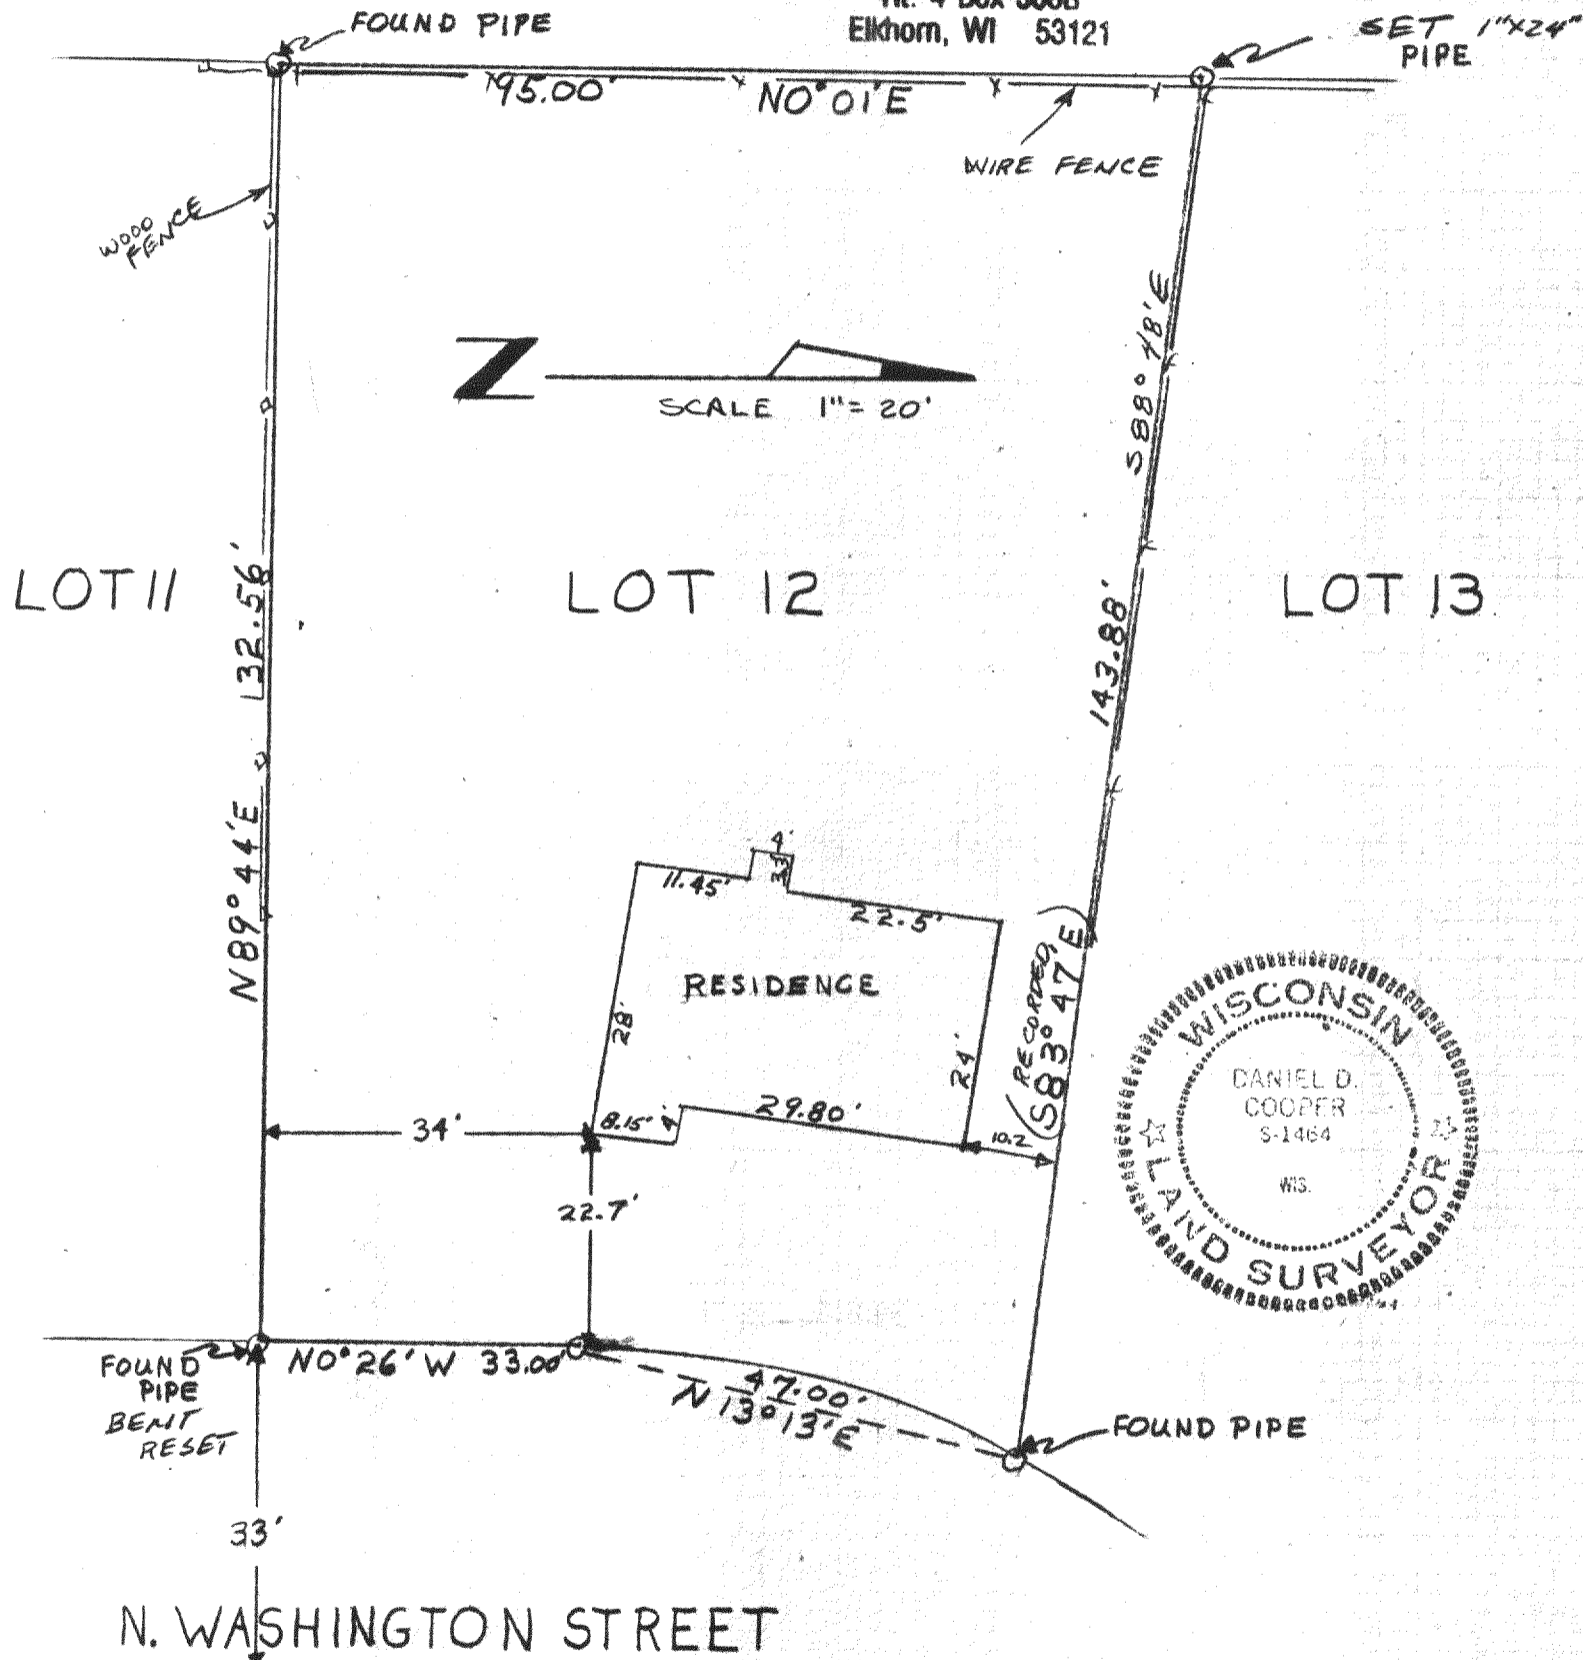 Elkhorn, WI 53121
FOUND PIPE
SET 1"X24"
PIPE
95.00'
N0°01'E
WIRE FENCE
WOOD
FENCE
S88°48'E
Z
SCALE 1"= 20'
LOT 11
LOT 12
LOT 13
132.56'
143.88'
N89°44'E
4'
11.45'
22.5'
RESIDENCE
28'
24'
(RECORDED,
S83°47'E)
WISCONSIN
DANIEL D.
COOPER
S-1464
WIS.
LAND SURVEYOR
34'
8.15'
4'
29.80'
10.2
22.7'
FOUND
PIPE
BENT
RESET
N0°26'W 33.00'
47.00'
N13°13'E
FOUND PIPE
33'
N. WASHINGTON STREET